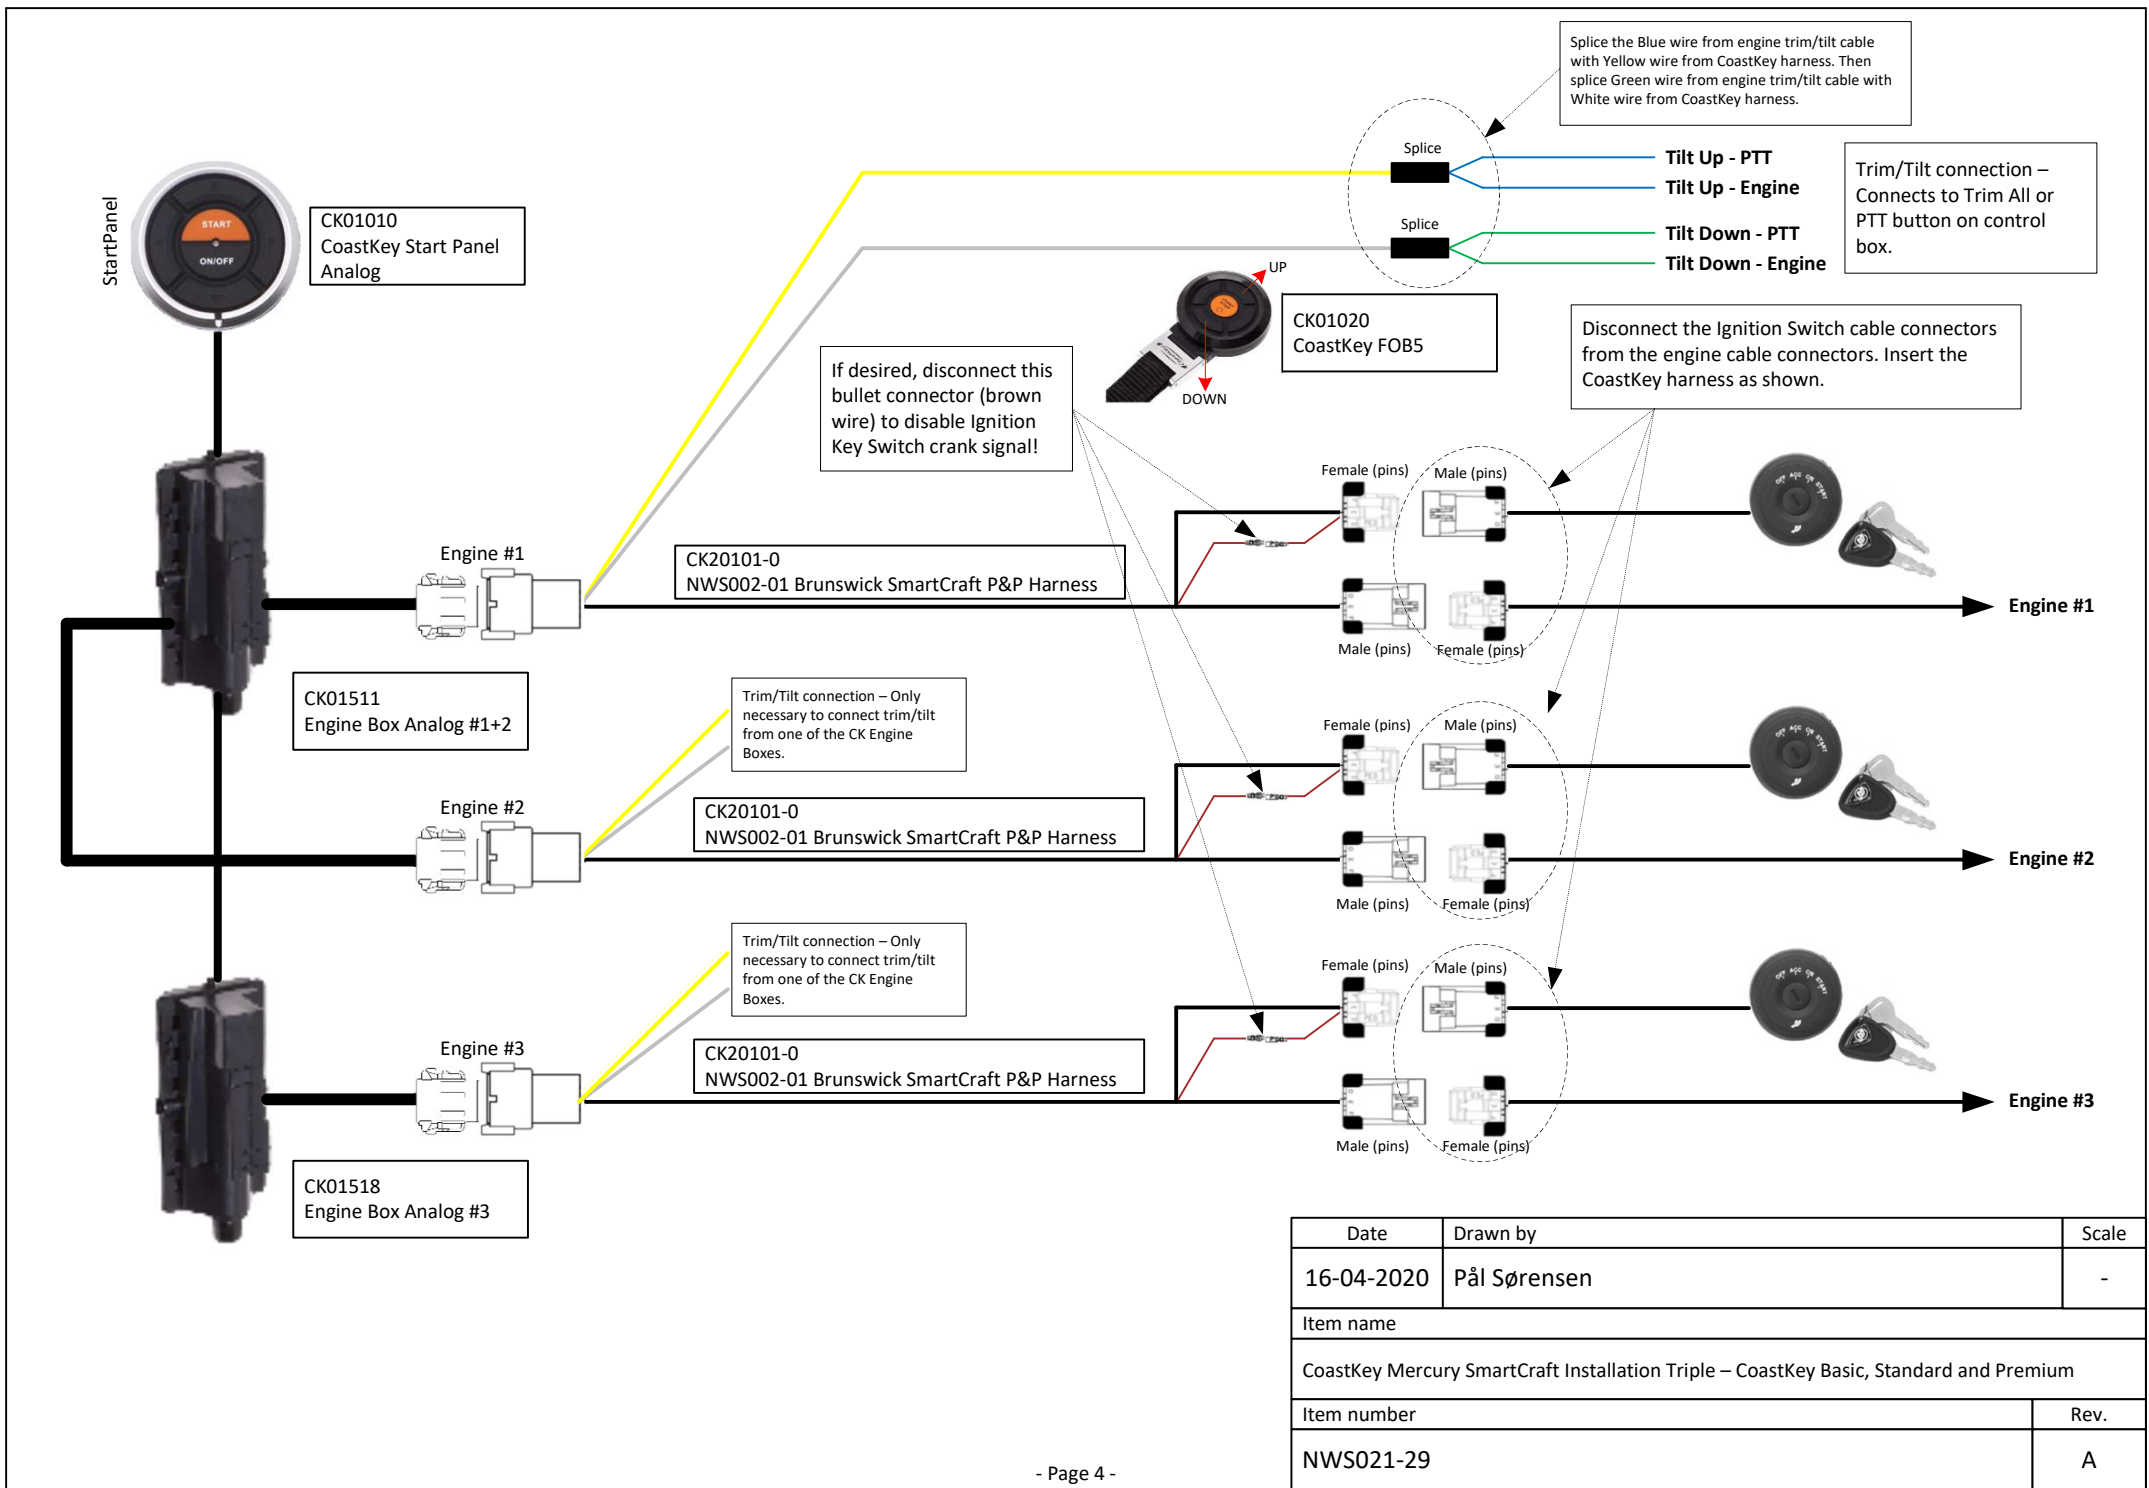 Splice the Blue wire from engine trim/tilt cable
with Yellow wire from CoastKey harness. Then
splice Green wire from engine trim/tilt cable with
White wire from CoastKey harness.
Splice
Tilt Up - PTT
Tilt Up - Engine
Splice
Tilt Down - PTT
Tilt Down - Engine
Trim/Tilt connection –
Connects to Trim All or
PTT button on control
box.
StartPanel
START
ON/OFF
CK01010
CoastKey Start Panel
Analog
UP
DOWN
CK01020
CoastKey FOB5
If desired, disconnect this
bullet connector (brown
wire) to disable Ignition
Key Switch crank signal!
Disconnect the Ignition Switch cable connectors
from the engine cable connectors. Insert the
CoastKey harness as shown.
Engine #1
CK20101-0
NWS002-01 Brunswick SmartCraft P&P Harness
Female (pins)
Male (pins)
OFF ACC ON START
Male (pins)
Female (pins)
Engine #1
CK01511
Engine Box Analog #1+2
Trim/Tilt connection – Only
necessary to connect trim/tilt
from one of the CK Engine
Boxes.
Engine #2
CK20101-0
NWS002-01 Brunswick SmartCraft P&P Harness
Female (pins)
Male (pins)
OFF ACC ON START
Male (pins)
Female (pins)
Engine #2
Trim/Tilt connection – Only
necessary to connect trim/tilt
from one of the CK Engine
Boxes.
Engine #3
CK20101-0
NWS002-01 Brunswick SmartCraft P&P Harness
Female (pins)
Male (pins)
OFF ACC ON START
Male (pins)
Female (pins)
Engine #3
CK01518
Engine Box Analog #3
Date
Drawn by
Scale
16-04-2020
Pål Sørensen
-
Item name
CoastKey Mercury SmartCraft Installation Triple – CoastKey Basic, Standard and Premium
Item number
Rev.
NWS021-29
A
- Page 4 -